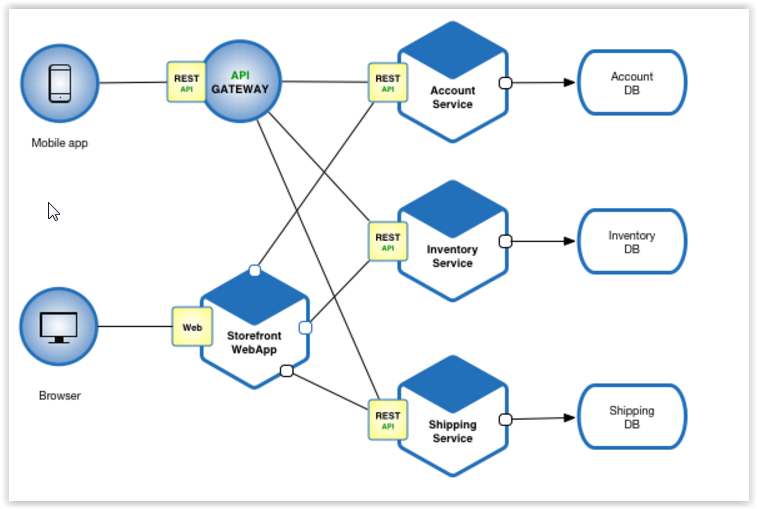 REST
API
API
GATEWAY
REST
API
Account
Service
Account
DB
Mobile app
REST
API
Inventory
Service
Inventory
DB
Web
Storefront
WebApp
Browser
REST
API
Shipping
Service
Shipping
DB